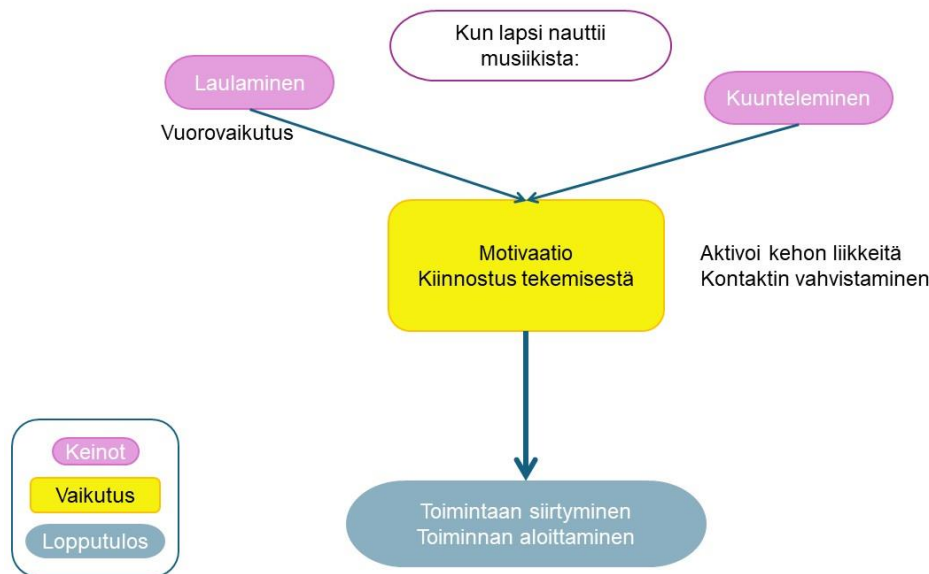 Kun lapsi nauttii
musiikista:
Laulaminen
Kuunteleminen
Vuorovaikutus
Motivaatio
Kiinnostus tekemisestä
Aktivoi kehon liikkeitä
Kontaktin vahvistaminen
Keinot
Vaikutus
Lopputulos
Toimintaan siirtyminen
Toiminnan aloittaminen